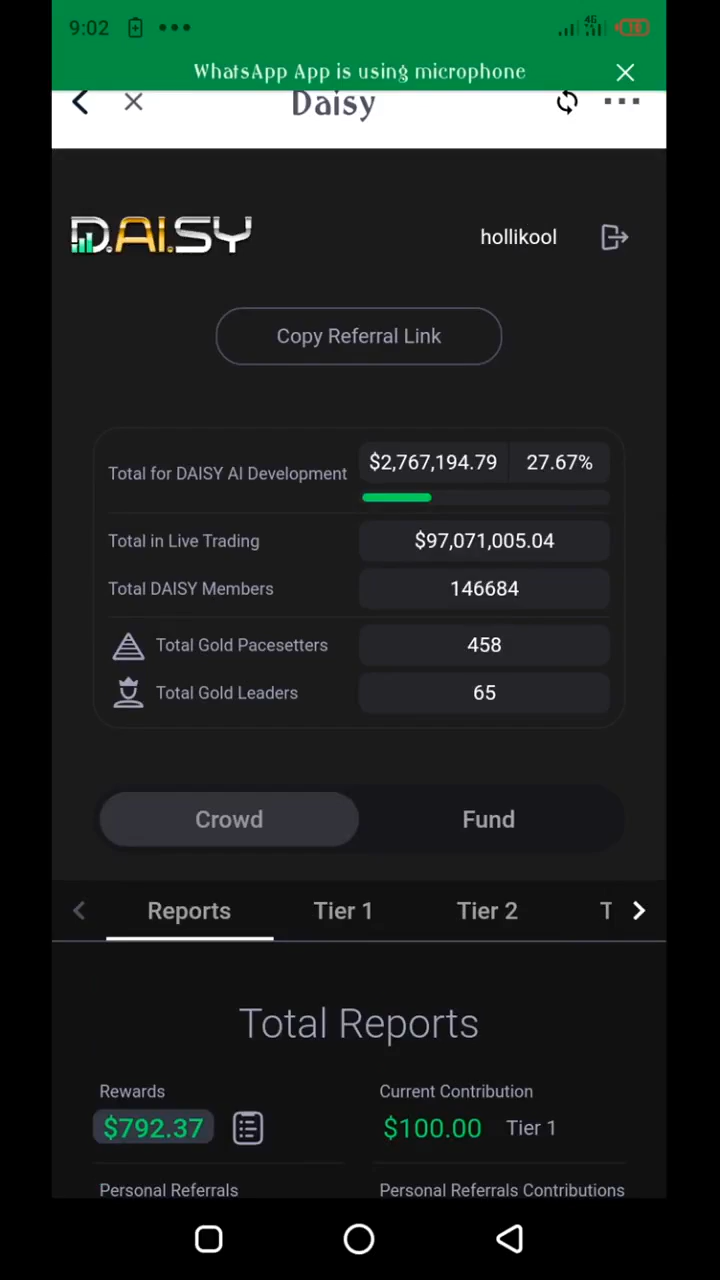 9:02 4G 16
WhatsApp App is using microphone
Daisy
D.AI.SY hollikool
Copy Referral Link
Total for DAISY AI Development $2,767,194.79 27.67%
Total in Live Trading $97,071,005.04
Total DAISY Members 146684
Total Gold Pacesetters 458
Total Gold Leaders 65
Crowd Fund
Reports Tier 1 Tier 2 T
Total Reports
Rewards Current Contribution
$792.37 $100.00 Tier 1
Personal Referrals Personal Referrals Contributions